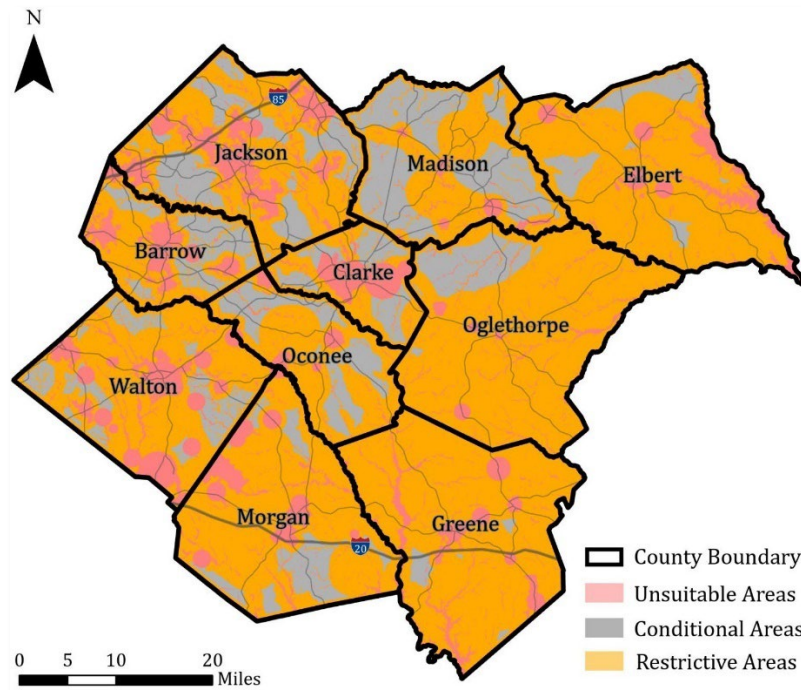 N
85
Jackson
Madison
Elbert
Barrow
Clarke
Oglethorpe
Oconee
Walton
Morgan
Greene
20
County Boundary
Unsuitable Areas
Conditional Areas
Restrictive Areas
0 5 10 20
Miles